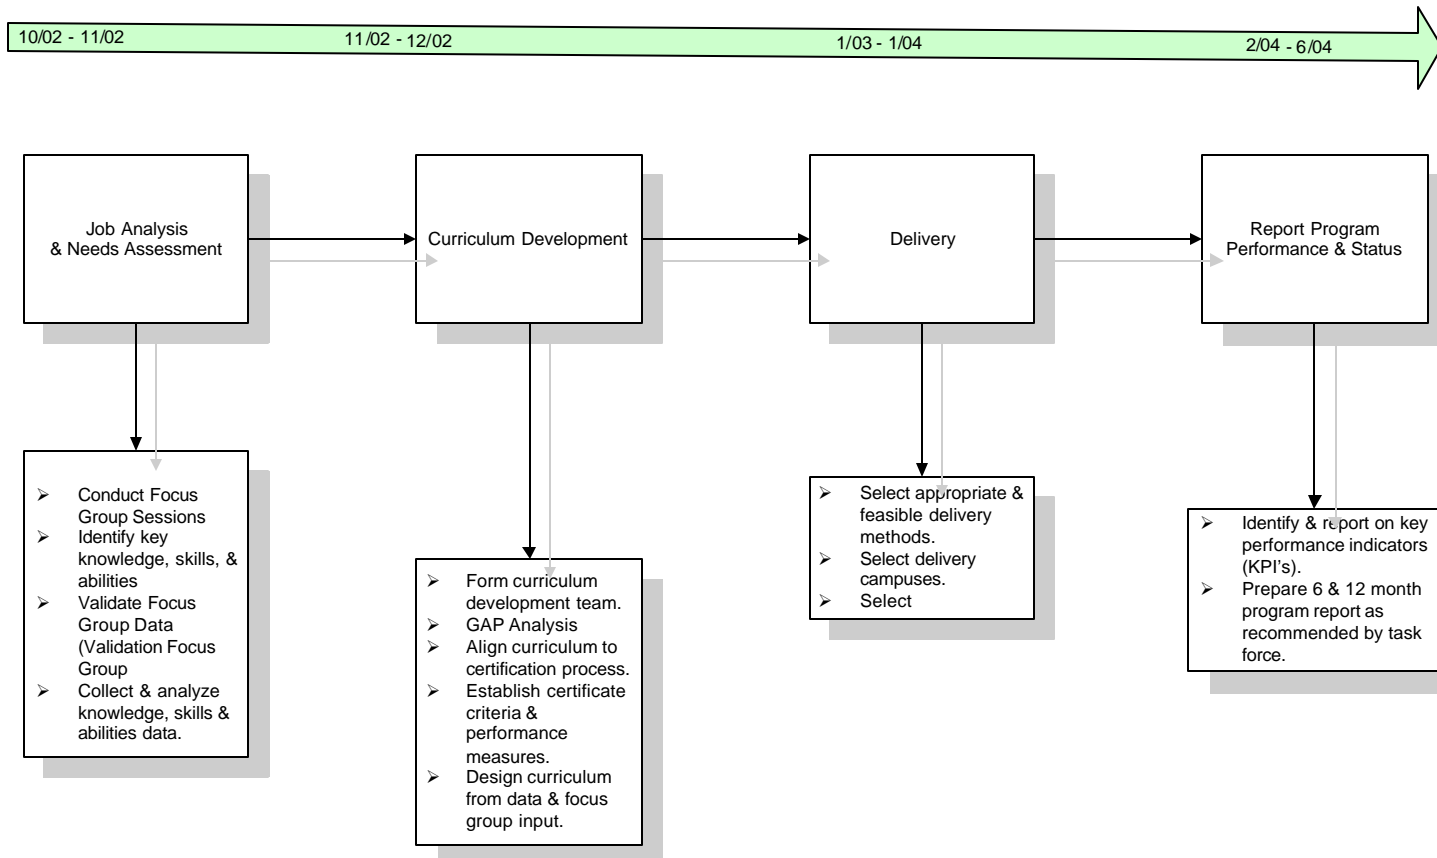 10/02 - 11/02
11/02 - 12/02
1/03 - 1/04
2/04 - 6/04
Job Analysis
& Needs Assessment
Curriculum Development
Delivery
Report Program
Performance & Status
➢ Conduct Focus
Group Sessions
➢ Identify key
knowledge, skills, &
abilities
➢ Validate Focus
Group Data
(Validation Focus
Group
➢ Collect & analyze
knowledge, skills &
abilities data.
➢ Form curriculum
development team.
➢ GAP Analysis
➢ Align curriculum to
certification process.
➢ Establish certificate
criteria &
performance
measures.
➢ Design curriculum
from data & focus
group input.
➢ Select appropriate &
feasible delivery
methods.
➢ Select delivery
campuses.
➢ Select
➢ Identify & report on key
performance indicators
(KPI's).
➢ Prepare 6 & 12 month
program report as
recommended by task
force.